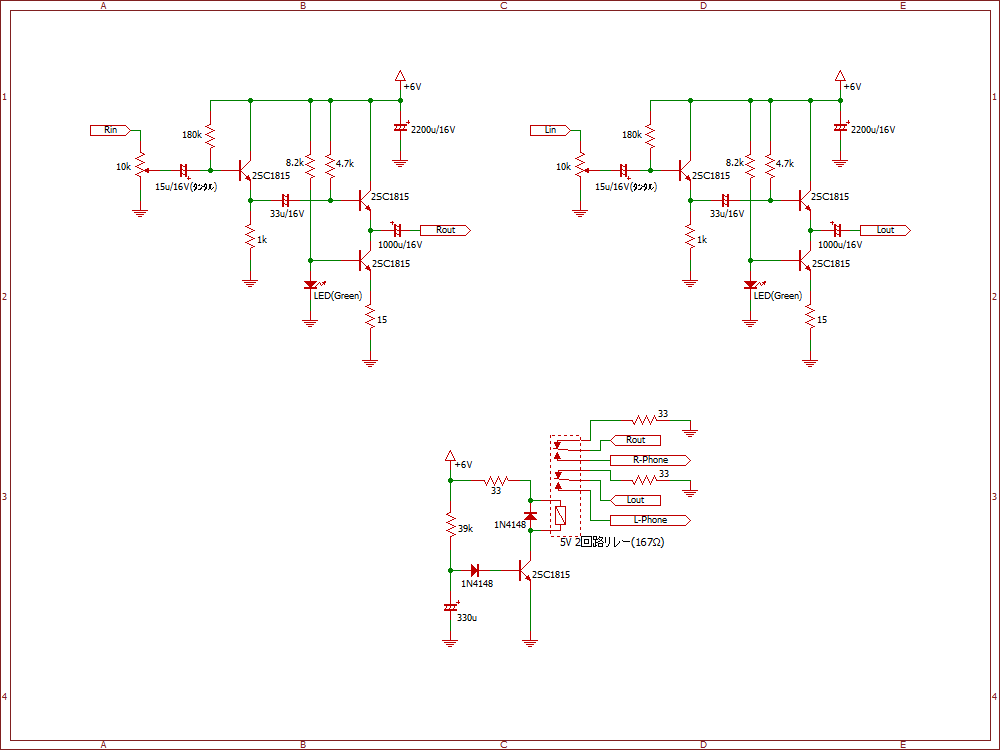 A B C D E
1 1
+6V +6V
Rin 180k 2200u/16V Lin 180k 2200u/16V
10k 8.2k 4.7k 10k 8.2k 4.7k
2SC1815 2SC1815
15u/16V(タンタル) 2SC1815 15u/16V(タンタル) 2SC1815
33u/16V 33u/16V
Rout Lout
1k 1000u/16V 1k 1000u/16V
2SC1815 2SC1815
2 2
LED(Green) LED(Green)
15 15
33
Rout
+6V R-Phone
33
33
3 3
Lout
39k 1N4148 L-Phone
5V 2回路リレー(167Ω)
1N4148 2SC1815
330u
4 4
A B C D E